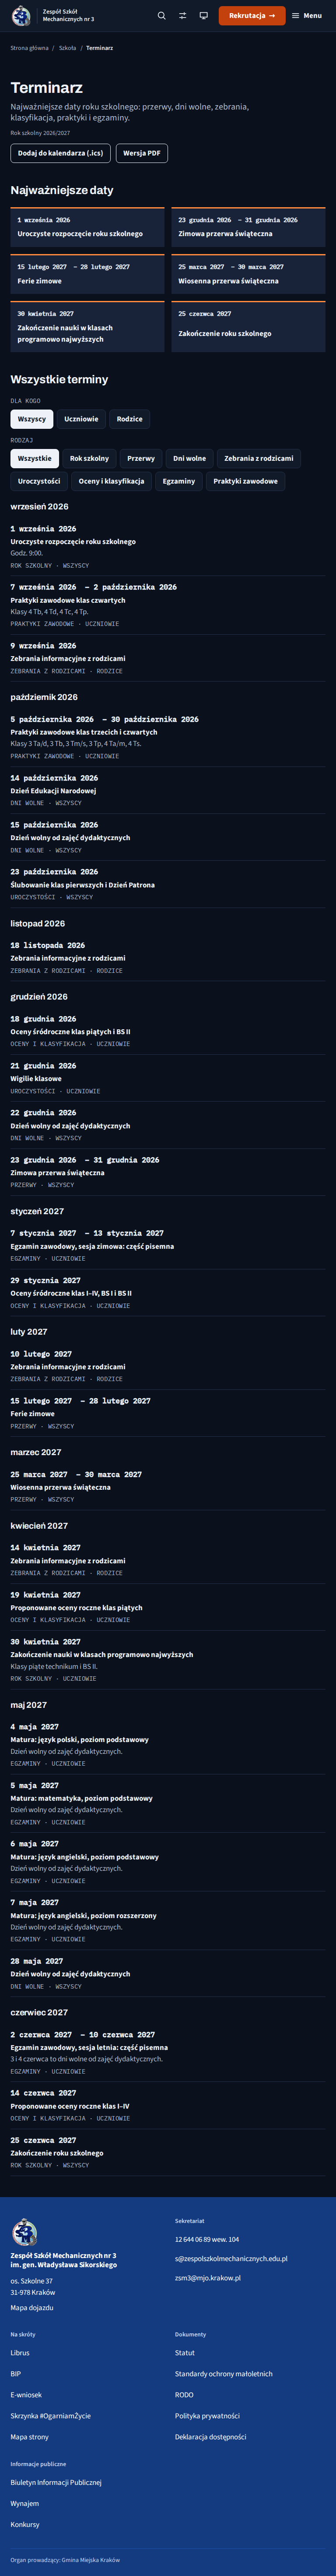 Zespół Szkół
Mechanicznych nr 3
Rekrutacja →
Menu
Strona główna / Szkoła / Terminarz
Terminarz
Najważniejsze daty roku szkolnego: przerwy, dni wolne, zebrania,
klasyfikacja, praktyki i egzaminy.
Rok szkolny 2026/2027
Dodaj do kalendarza (.ics)
Wersja PDF
Najważniejsze daty
1 września 2026
Uroczyste rozpoczęcie roku szkolnego
23 grudnia 2026 – 31 grudnia 2026
Zimowa przerwa świąteczna
15 lutego 2027 – 28 lutego 2027
Ferie zimowe
25 marca 2027 – 30 marca 2027
Wiosenna przerwa świąteczna
30 kwietnia 2027
Zakończenie nauki w klasach
programowo najwyższych
25 czerwca 2027
Zakończenie roku szkolnego
Wszystkie terminy
DLA KOGO
Wszyscy
Uczniowie
Rodzice
RODZAJ
Wszystkie
Rok szkolny
Przerwy
Dni wolne
Zebrania z rodzicami
Uroczystości
Oceny i klasyfikacja
Egzaminy
Praktyki zawodowe
wrzesień 2026
1 września 2026
Uroczyste rozpoczęcie roku szkolnego
Godz. 9:00.
ROK SZKOLNY · WSZYSCY
7 września 2026 – 2 października 2026
Praktyki zawodowe klas czwartych
Klasy 4 Tb, 4 Td, 4 Tc, 4 Tp.
PRAKTYKI ZAWODOWE · UCZNIOWIE
9 września 2026
Zebrania informacyjne z rodzicami
ZEBRANIA Z RODZICAMI · RODZICE
październik 2026
5 października 2026 – 30 października 2026
Praktyki zawodowe klas trzecich i czwartych
Klasy 3 Ta/d, 3 Tb, 3 Tm/s, 3 Tp, 4 Ta/m, 4 Ts.
PRAKTYKI ZAWODOWE · UCZNIOWIE
14 października 2026
Dzień Edukacji Narodowej
DNI WOLNE · WSZYSCY
15 października 2026
Dzień wolny od zajęć dydaktycznych
DNI WOLNE · WSZYSCY
23 października 2026
Ślubowanie klas pierwszych i Dzień Patrona
UROCZYSTOŚCI · WSZYSCY
listopad 2026
18 listopada 2026
Zebrania informacyjne z rodzicami
ZEBRANIA Z RODZICAMI · RODZICE
grudzień 2026
18 grudnia 2026
Oceny śródroczne klas piątych i BS II
OCENY I KLASYFIKACJA · UCZNIOWIE
21 grudnia 2026
Wigilie klasowe
UROCZYSTOŚCI · UCZNIOWIE
22 grudnia 2026
Dzień wolny od zajęć dydaktycznych
DNI WOLNE · WSZYSCY
23 grudnia 2026 – 31 grudnia 2026
Zimowa przerwa świąteczna
PRZERWY · WSZYSCY
styczeń 2027
7 stycznia 2027 – 13 stycznia 2027
Egzamin zawodowy, sesja zimowa: część pisemna
EGZAMINY · UCZNIOWIE
29 stycznia 2027
Oceny śródroczne klas I–IV, BS I i BS II
OCENY I KLASYFIKACJA · UCZNIOWIE
luty 2027
10 lutego 2027
Zebrania informacyjne z rodzicami
ZEBRANIA Z RODZICAMI · RODZICE
15 lutego 2027 – 28 lutego 2027
Ferie zimowe
PRZERWY · WSZYSCY
marzec 2027
25 marca 2027 – 30 marca 2027
Wiosenna przerwa świąteczna
PRZERWY · WSZYSCY
kwiecień 2027
14 kwietnia 2027
Zebrania informacyjne z rodzicami
ZEBRANIA Z RODZICAMI · RODZICE
19 kwietnia 2027
Proponowane oceny roczne klas piątych
OCENY I KLASYFIKACJA · UCZNIOWIE
30 kwietnia 2027
Zakończenie nauki w klasach programowo najwyższych
Klasy piąte technikum i BS II.
ROK SZKOLNY · UCZNIOWIE
maj 2027
4 maja 2027
Matura: język polski, poziom podstawowy
Dzień wolny od zajęć dydaktycznych.
EGZAMINY · UCZNIOWIE
5 maja 2027
Matura: matematyka, poziom podstawowy
Dzień wolny od zajęć dydaktycznych.
EGZAMINY · UCZNIOWIE
6 maja 2027
Matura: język angielski, poziom podstawowy
Dzień wolny od zajęć dydaktycznych.
EGZAMINY · UCZNIOWIE
7 maja 2027
Matura: język angielski, poziom rozszerzony
Dzień wolny od zajęć dydaktycznych.
EGZAMINY · UCZNIOWIE
28 maja 2027
Dzień wolny od zajęć dydaktycznych
DNI WOLNE · WSZYSCY
czerwiec 2027
2 czerwca 2027 – 10 czerwca 2027
Egzamin zawodowy, sesja letnia: część pisemna
3 i 4 czerwca to dni wolne od zajęć dydaktycznych.
EGZAMINY · UCZNIOWIE
14 czerwca 2027
Proponowane oceny roczne klas I–IV
OCENY I KLASYFIKACJA · UCZNIOWIE
25 czerwca 2027
Zakończenie roku szkolnego
ROK SZKOLNY · WSZYSCY
Zespół Szkół Mechanicznych nr 3
im. gen. Władysława Sikorskiego
os. Szkolne 37
31-978 Kraków
Mapa dojazdu
Sekretariat
12 644 06 89 wew. 104
s@zespolszkolmechanicznych.edu.pl
zsm3@mjo.krakow.pl
Na skróty
Librus
BIP
E-wniosek
Skrzynka #OgarniamŻycie
Mapa strony
Dokumenty
Statut
Standardy ochrony małoletnich
RODO
Polityka prywatności
Deklaracja dostępności
Informacje publiczne
Biuletyn Informacji Publicznej
Wynajem
Konkursy
Organ prowadzący: Gmina Miejska Kraków